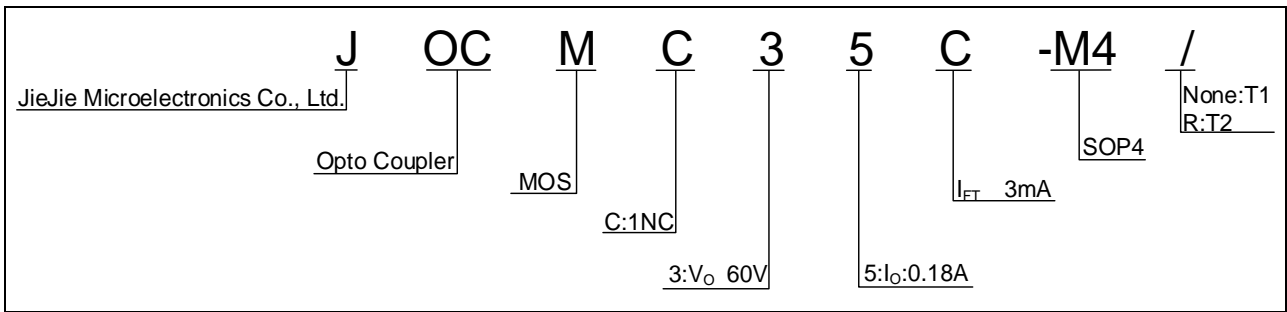 J OC M C 3 5 C -M4 /
JieJie Microelectronics Co., Ltd.
None:T1
R:T2
Opto Coupler
SOP4
MOS
IFT 3mA
C:1NC
3:VO 60V
5:IO:0.18A